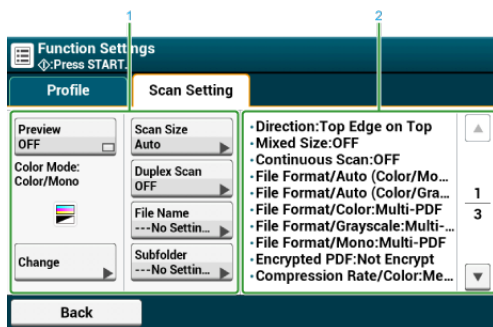 1
2
Function Settings
:Press START.
Profile
Scan Setting
Preview
OFF
Color Mode:
Color/Mono
Change
Scan Size
Auto
Duplex Scan
OFF
File Name
---No Settin...
Subfolder
---No Settin...
・Direction:Top Edge on Top
・Mixed Size:OFF
・Continuous Scan:OFF
・File Format/Auto (Color/Mo...
・File Format/Auto (Color/Gra...
・File Format/Color:Multi-PDF
・File Format/Grayscale:Multi-...
・File Format/Mono:Multi-PDF
・Encrypted PDF:Not Encrypt
・Compression Rate/Color:Me...
1
3
Back